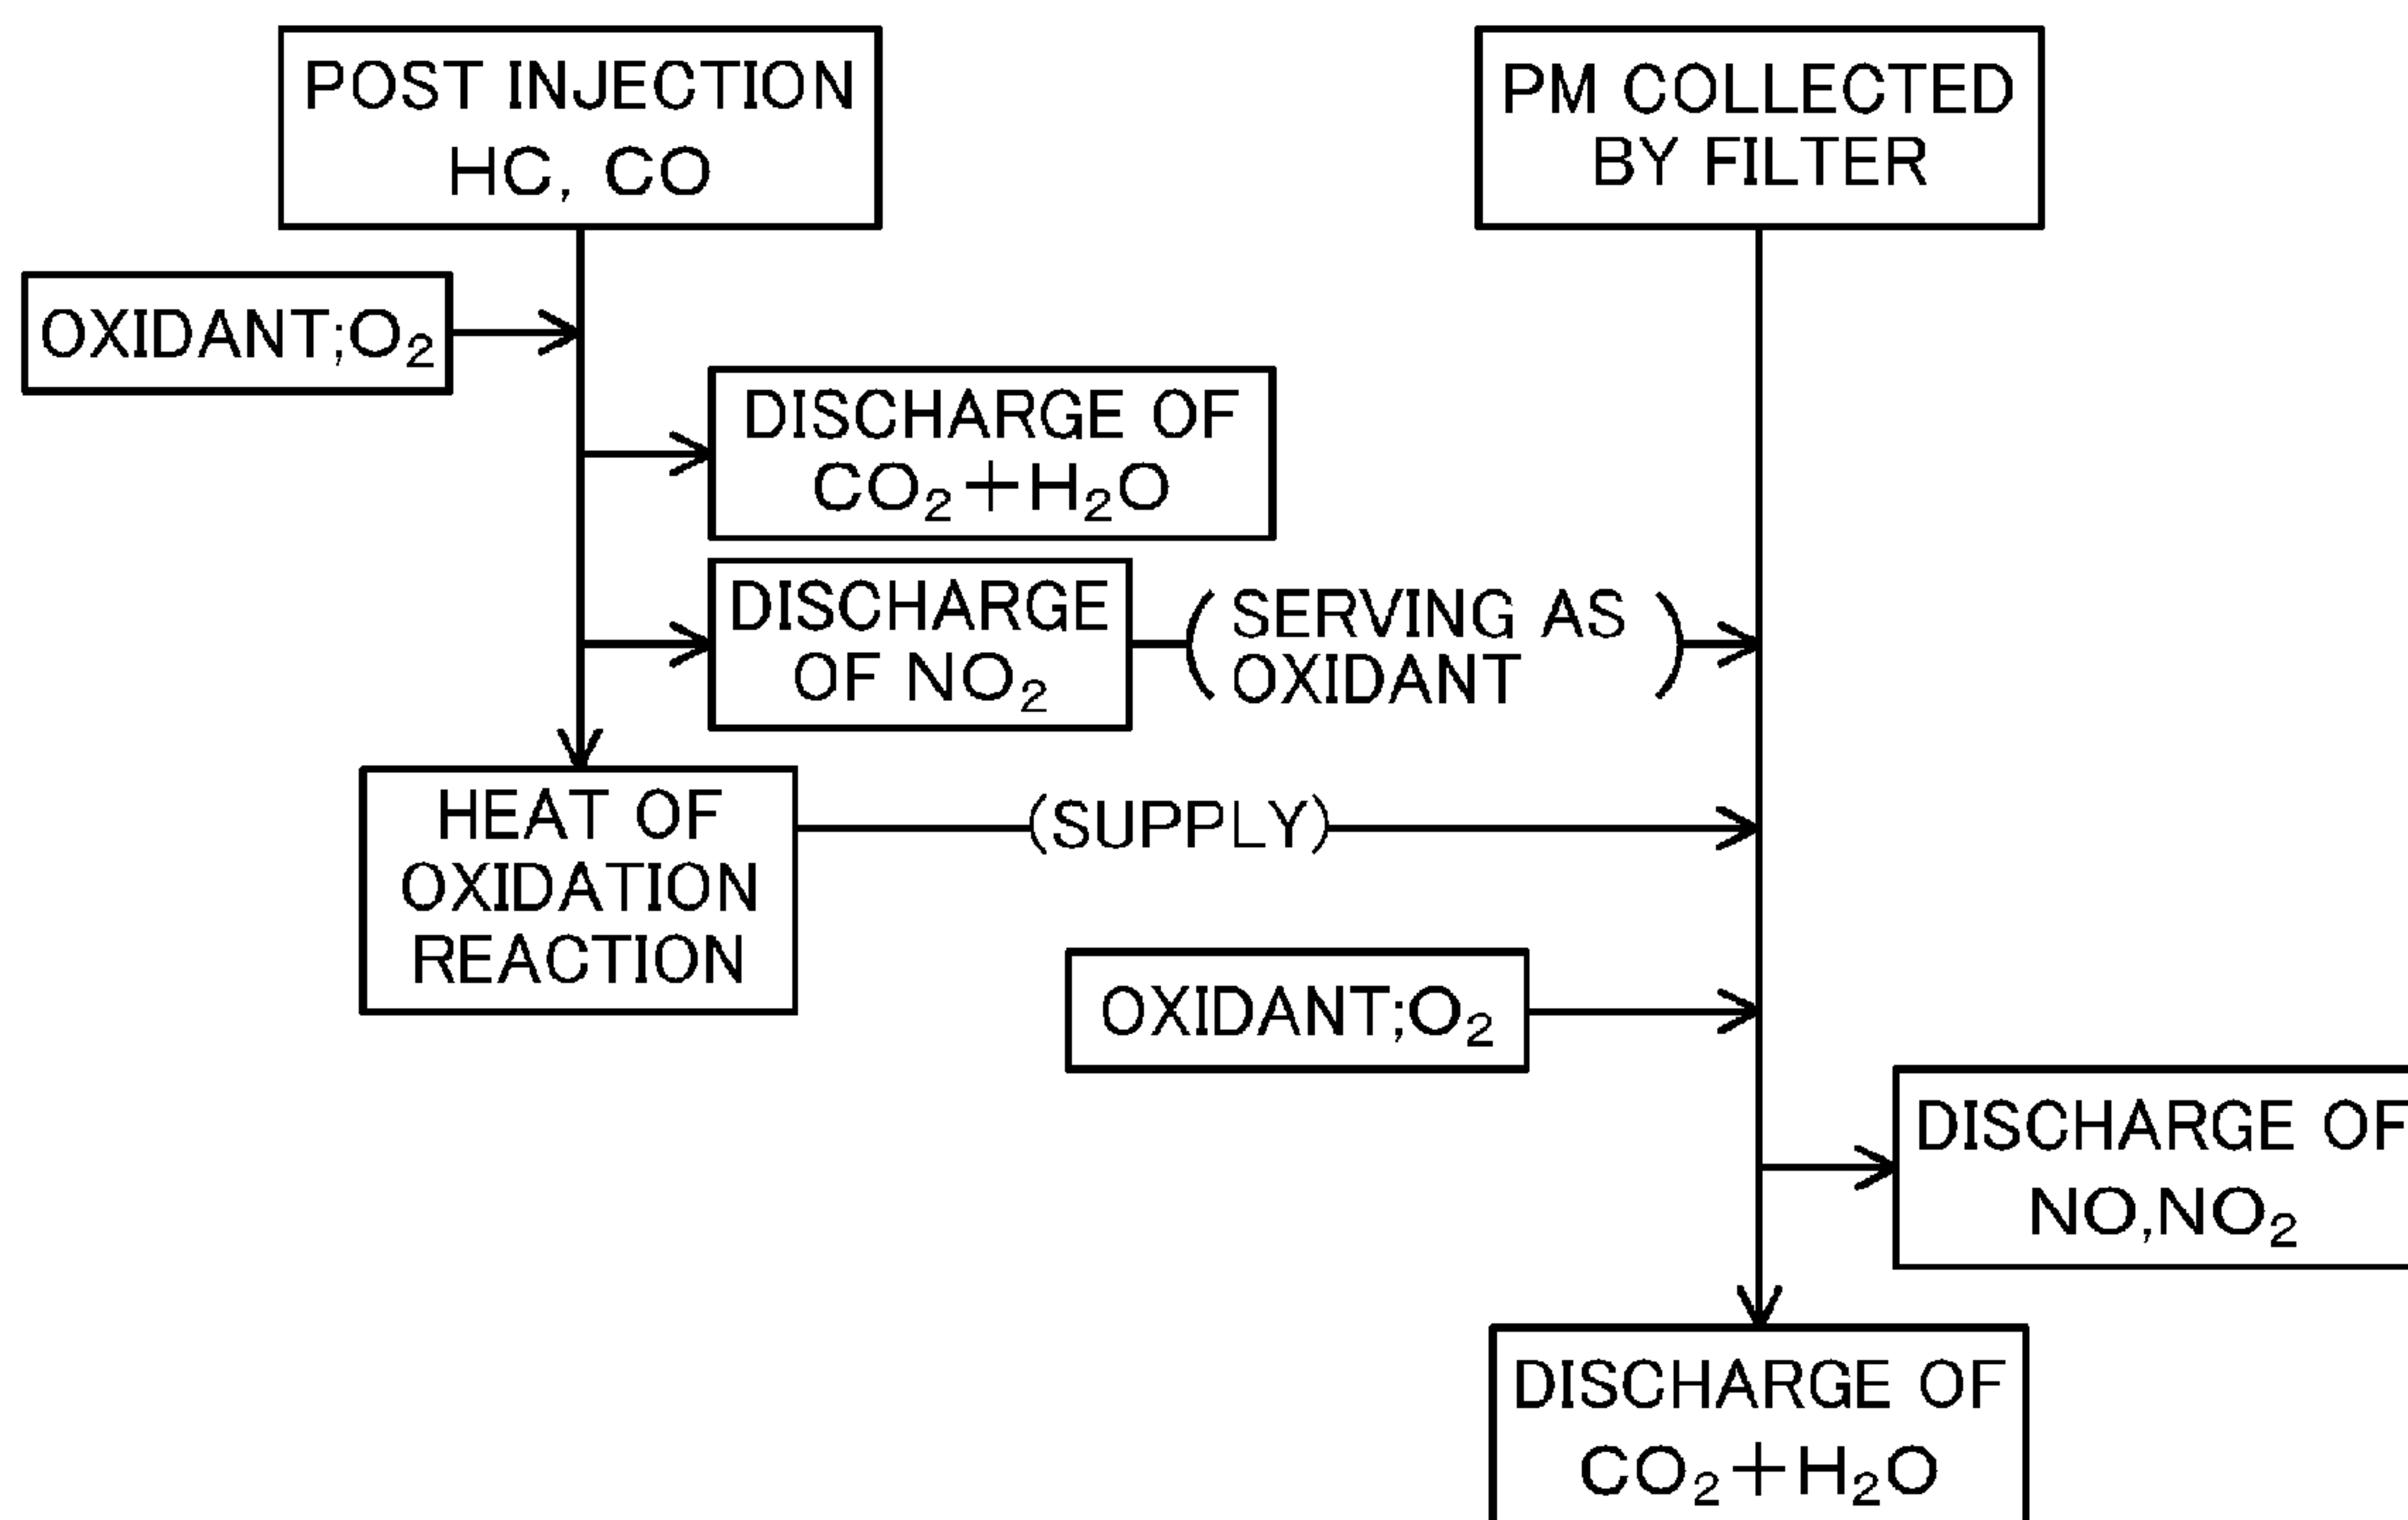 POST INJECTION
HC, CO
PM COLLECTED
BY FILTER
OXIDANT;O₂
DISCHARGE OF
CO₂+H₂O
DISCHARGE
OF NO₂
( SERVING AS
OXIDANT )
HEAT OF
OXIDATION
REACTION
(SUPPLY)
OXIDANT;O₂
DISCHARGE OF
NO,NO₂
DISCHARGE OF
CO₂+H₂O